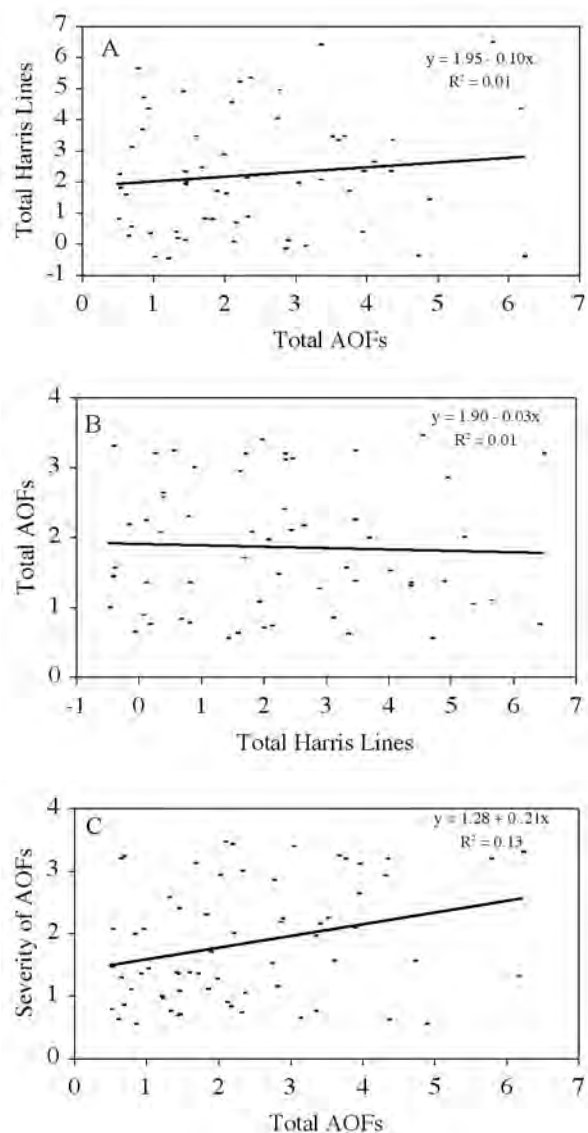 A
y = 1.95 - 0.10x
R² = 0.01
Total Harris Lines
7
6
5
4
3
2
1
0
-1
0 1 2 3 4 5 6 7
Total AOFs
B
y = 1.90 - 0.03x
R² = 0.01
Total AOFs
4
3
2
1
0
-1 0 1 2 3 4 5 6 7
Total Harris Lines
C
y = 1.28 + 0.21x
R² = 0.13
Severity of AOFs
4
3
2
1
0
0 1 2 3 4 5 6 7
Total AOFs